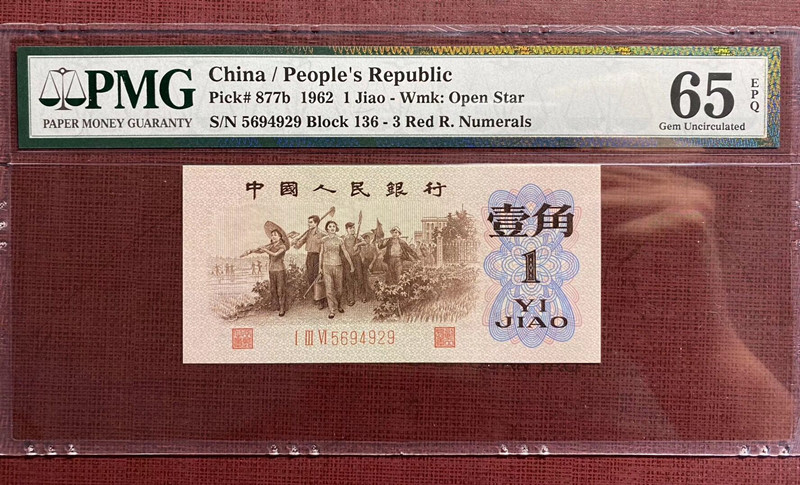 PMG
PAPER MONEY GUARANTY
China / People's Republic
Pick# 877b 1962 1 Jiao - Wmk: Open Star
S/N 5694929 Block 136 - 3 Red R. Numerals
65
Gem Uncirculated
EPQ
中國人民銀行
壹角
1
YI
JIAO
I III VI 5694929